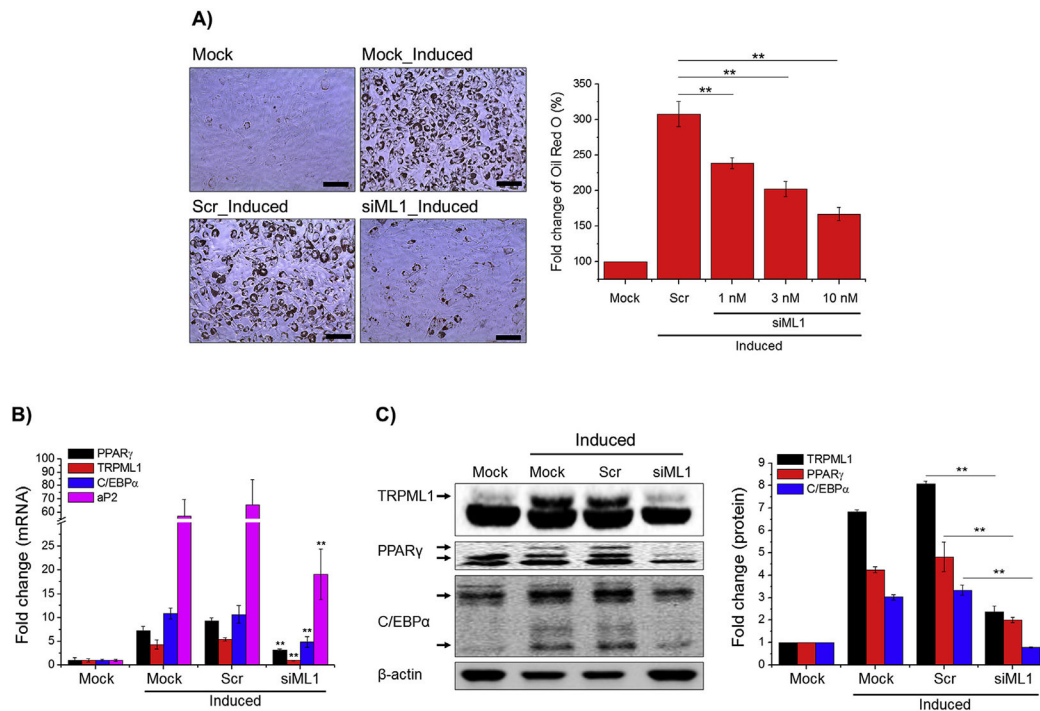 A)
Mock
Mock_Induced
Scr_Induced
siML1_Induced
Fold change of Oil Red O (%)
350
300
250
200
150
100
**
**
**
Mock
Scr
1 nM
3 nM
10 nM
siML1
Induced
B)
PPARγ
TRPML1
C/EBPα
aP2
Fold change (mRNA)
100
90
80
70
60
25
20
15
10
5
0
**
**
**
**
Mock
Mock
Scr
siML1
Induced
C)
Induced
Mock
Mock
Scr
siML1
TRPML1
PPARγ
C/EBPα
β-actin
TRPML1
PPARγ
C/EBPα
Fold change (protein)
9
8
7
6
5
4
3
2
1
0
**
**
**
Mock
Mock
Scr
siML1
Induced